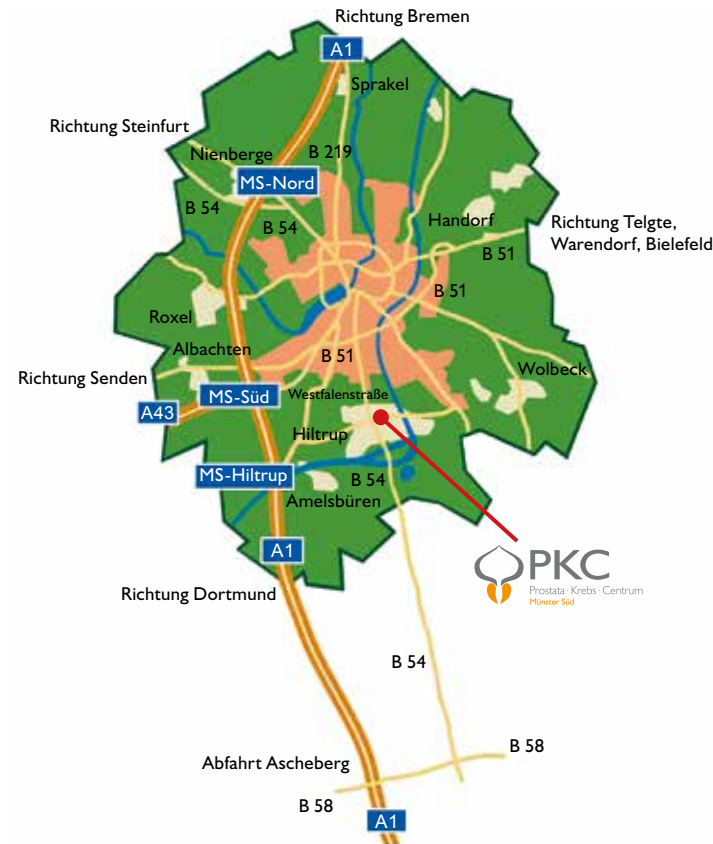 Richtung Bremen
A1
Sprakel
Richtung Steinfurt
Nienberge
B 219
MS-Nord
B 54
B 54
Handorf
Richtung Telgte,
Warendorf, Bielefeld
B 51
B 51
Roxel
Albachten
B 51
Wolbeck
Richtung Senden
MS-Süd
Westfalenstraße
A43
Hiltrup
MS-Hiltrup
B 54
Amelsbüren
A1
PKC
Prostata · Krebs · Centrum
Münster Süd
Richtung Dortmund
B 54
B 58
Abfahrt Ascheberg
B 58
A1